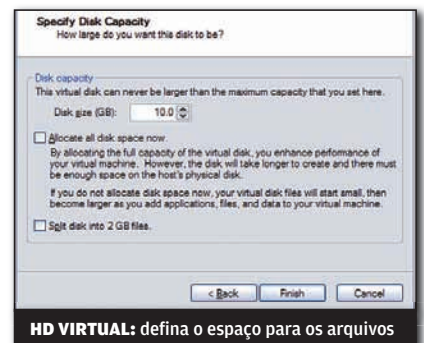 Specify Disk Capacity
How large do you want this disk to be?
Disk capacity
This virtual disk can never be larger than the maximum capacity that you set here.
Disk size (GB): 10.0
Allocate all disk space now.
By allocating the full capacity of the virtual disk, you enhance performance of
your virtual machine. However, the disk will take longer to create and there must
be enough space on the host's physical disk.
If you do not allocate disk space now, your virtual disk files will start small, then
become larger as you add applications, files, and data to your virtual machine.
Split disk into 2 GB files.
< Back Finish Cancel
HD VIRTUAL: defina o espaço para os arquivos